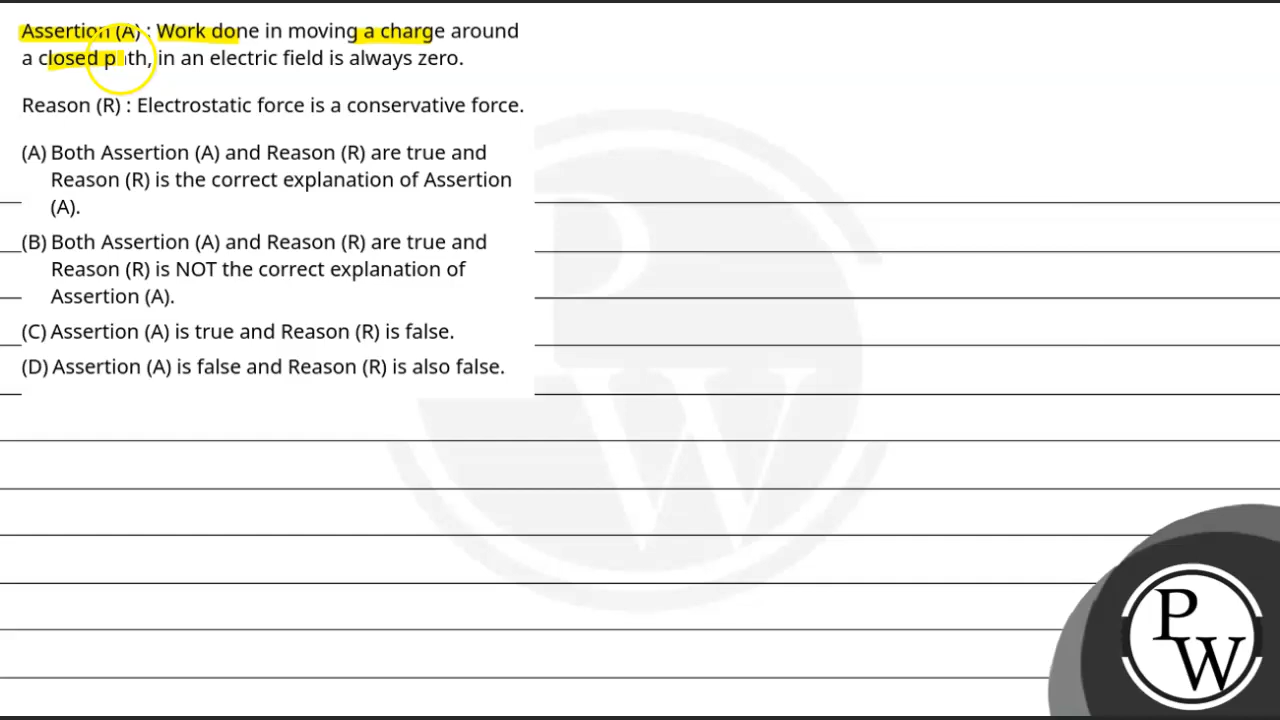 Assertion (A) : Work done in moving a charge around
a closed path, in an electric field is always zero.
Reason (R) : Electrostatic force is a conservative force.
(A) Both Assertion (A) and Reason (R) are true and
Reason (R) is the correct explanation of Assertion
(A).
(B) Both Assertion (A) and Reason (R) are true and
Reason (R) is NOT the correct explanation of
Assertion (A).
(C) Assertion (A) is true and Reason (R) is false.
(D) Assertion (A) is false and Reason (R) is also false.
P
W
P
W